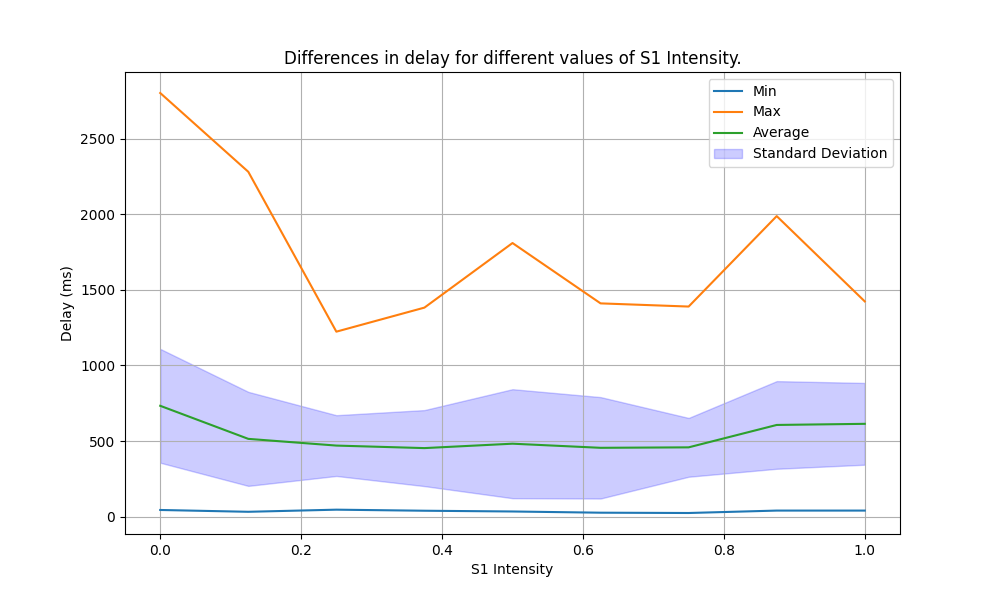 Differences in delay for different values of S1 Intensity.
Min
Max
Average
Standard Deviation
2500
2000
1500
1000
500
0
Delay (ms)
0.0 0.2 0.4 0.6 0.8 1.0
S1 Intensity